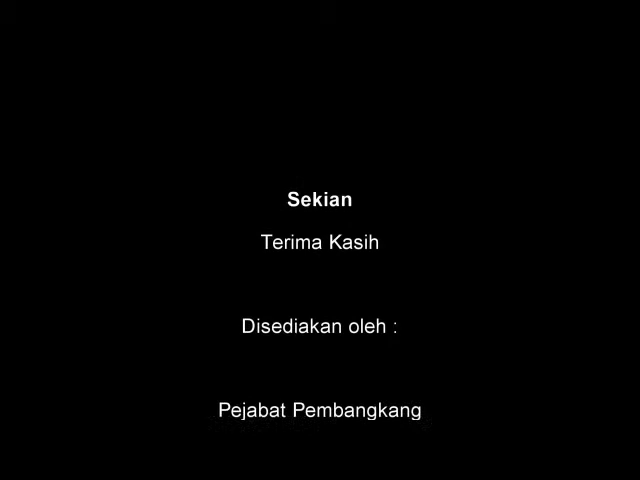 Sekian
Terima Kasih
Disediakan oleh :
Pejabat Pembangkang